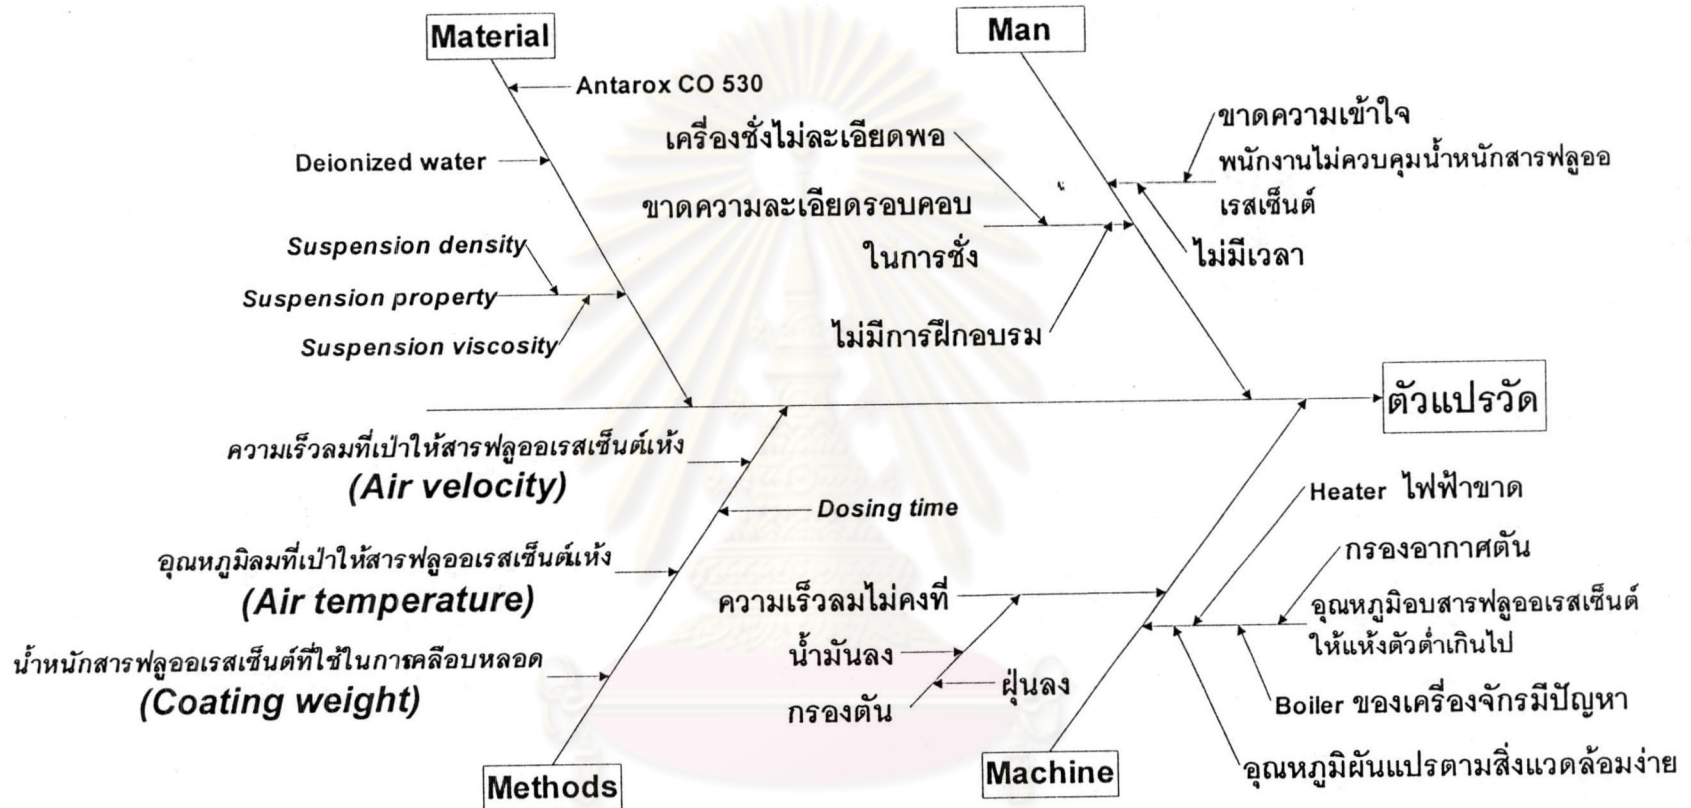 Material
Man
Antarox CO 530
เครื่องชั่งไม่ละเอียดพอ
ขาดความเข้าใจ
Deionized water
พนักงานไม่ควบคุมน้ำหนักสารฟลูออ
เรสเซ็นต์
ขาดความละเอียดรอบคอบ
ในการชั่ง
ไม่มีเวลา
Suspension density
Suspension property
Suspension viscosity
ไม่มีการฝึกอบรม
ตัวแปรวัด
ความเร็วลมที่เป่าให้สารฟลูออเรสเซ็นต์แห้ง
(Air velocity)
Dosing time
Heater ไฟฟ้าขาด
กรองอากาศตัน
อุณหภูมิลมที่เป่าให้สารฟลูออเรสเซ็นต์แห้ง
(Air temperature)
ความเร็วลมไม่คงที่
อุณหภูมิอบสารฟลูออเรสเซ็นต์
ให้แห้งตัวต่ำเกินไป
น้ำหนักสารฟลูออเรสเซ็นต์ที่ใช้ในการเคลือบหลอด
(Coating weight)
น้ำมันลง
ฝุ่นลง
กรองตัน
Boiler ของเครื่องจักรมีปัญหา
อุณหภูมิผันแปรตามสิ่งแวดล้อมง่าย
Methods
Machine